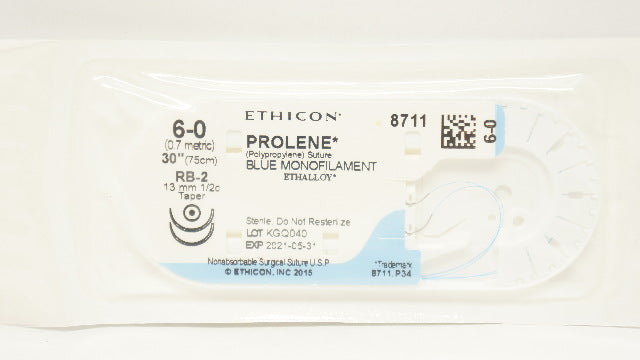 ETHICON*
8711
6-0
6-0
(0.7 metric)
30" (75cm)
RB-2
13 mm 1/2c
Taper
PROLENE*
(Polypropylene) Suture
BLUE MONOFILAMENT
ETHALLOY*
Sterile. Do Not Resterilize
LOT KGQ040
EXP 2021-05-31
Nonabsorbable Surgical Suture U.S.P.
© ETHICON, INC 2015
*Trademark
8711.P34